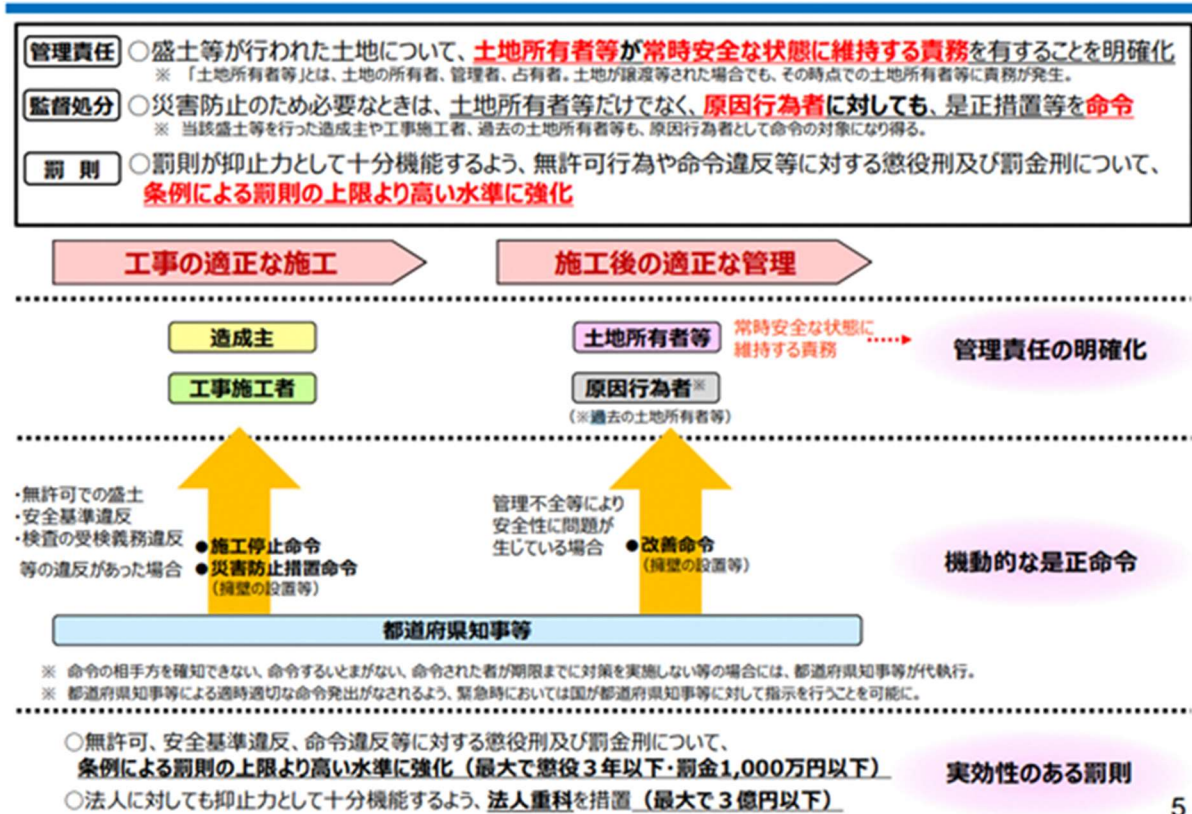 管理責任 ○盛土等が行われた土地について、土地所有者等が常時安全な状態に維持する責務を有することを明確化
※ 「土地所有者等」とは、土地の所有者、管理者、占有者。土地が譲渡等された場合でも、その時点での土地所有者等に責務が発生。
監督処分 ○災害防止のため必要なときは、土地所有者等だけでなく、原因行為者に対しても、是正措置等を命令
※ 当該盛土等を行った造成主や工事施工者、過去の土地所有者等も、原因行為者として命令の対象になり得る。
罰 則 ○罰則が抑止力として十分機能するよう、無許可行為や命令違反等に対する懲役刑及び罰金刑について、
条例による罰則の上限より高い水準に強化
工事の適正な施工
施工後の適正な管理
造成主
工事施工者
土地所有者等
常時安全な状態に
維持する責務
原因行為者※
(※過去の土地所有者等)
管理責任の明確化
・無許可での盛土
・安全基準違反
・検査の受検義務違反
等の違反があった場合
●施工停止命令
●災害防止措置命令
(擁壁の設置等)
管理不全等により
安全性に問題が
生じている場合
●改善命令
(擁壁の設置等)
機動的な是正命令
都道府県知事等
※ 命令の相手方を確知できない、命令するいとまがない、命令された者が期限までに対策を実施しない等の場合には、都道府県知事等が代執行。
※ 都道府県知事等による適時適切な命令発出がなされるよう、緊急時においては国が都道府県知事等に対して指示を行うことを可能に。
○無許可、安全基準違反、命令違反等に対する懲役刑及び罰金刑について、
条例による罰則の上限より高い水準に強化（最大で懲役３年以下・罰金1,000万円以下）
○法人に対しても抑止力として十分機能するよう、法人重科を措置（最大で３億円以下）
実効性のある罰則
5